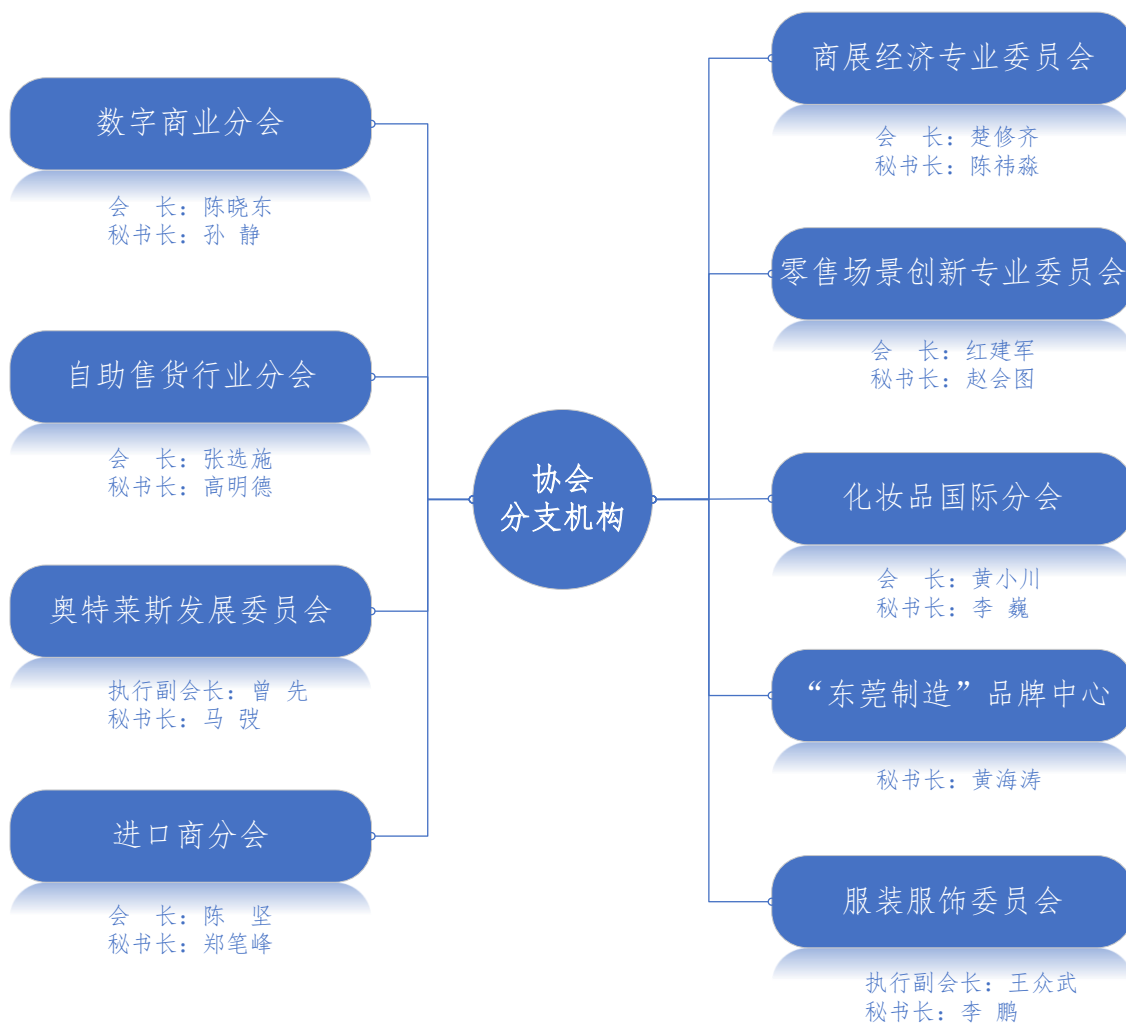 数字商业分会
会 长：陈晓东
秘书长：孙 静
自助售货行业分会
会 长：张选施
秘书长：高明德
奥特莱斯发展委员会
执行副会长：曾 先
秘书长：马 弢
进口商分会
会 长：陈 坚
秘书长：郑笔峰
协会
分支机构
商展经济专业委员会
会 长：楚修齐
秘书长：陈祎淼
零售场景创新专业委员会
会 长：红建军
秘书长：赵会图
化妆品国际分会
会 长：黄小川
秘书长：李 巍
“东莞制造”品牌中心
秘书长：黄海涛
服装服饰委员会
执行副会长：王众武
秘书长：李 鹏